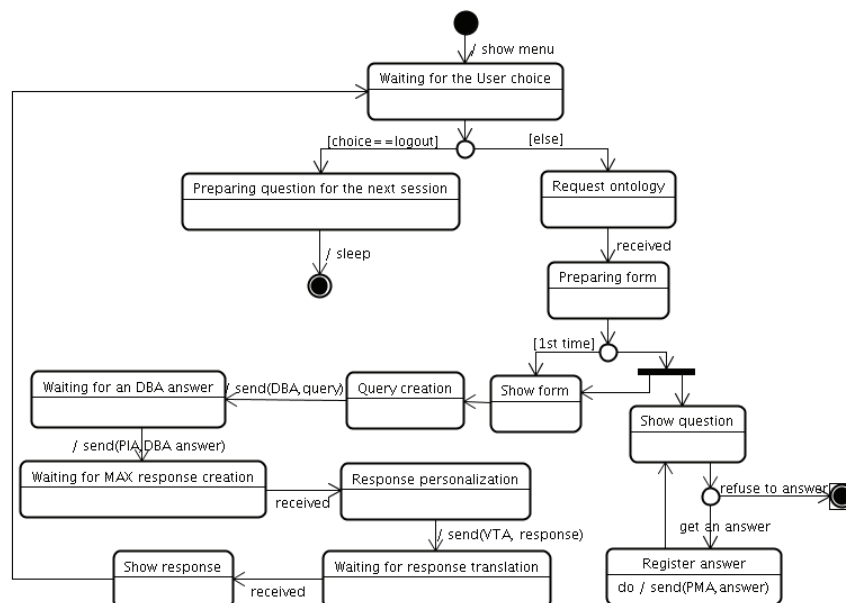 / show menu
Waiting for the User choice
[choice==logout]
[else]
Preparing question for the next session
Request ontology
/ sleep
received
Preparing form
[1st time]
Waiting for an DBA answer
/ send(DBA,query)
Query creation
Show form
Show question
/ send(PIA,DBA answer)
Waiting for MAX response creation
received
Response personalization
refuse to answer
get an answer
/ send(VTA, response)
Show response
received
Waiting for response translation
Register answer
do / send(PMA,answer)